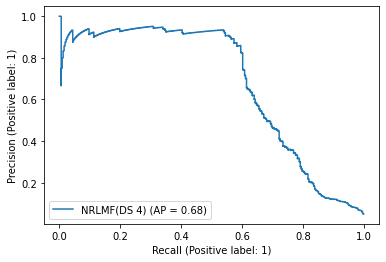 Precision (Positive label: 1)
1.0
0.8
0.6
0.4
0.2
NRLMF(DS 4) (AP = 0.68)
0.0 0.2 0.4 0.6 0.8 1.0
Recall (Positive label: 1)